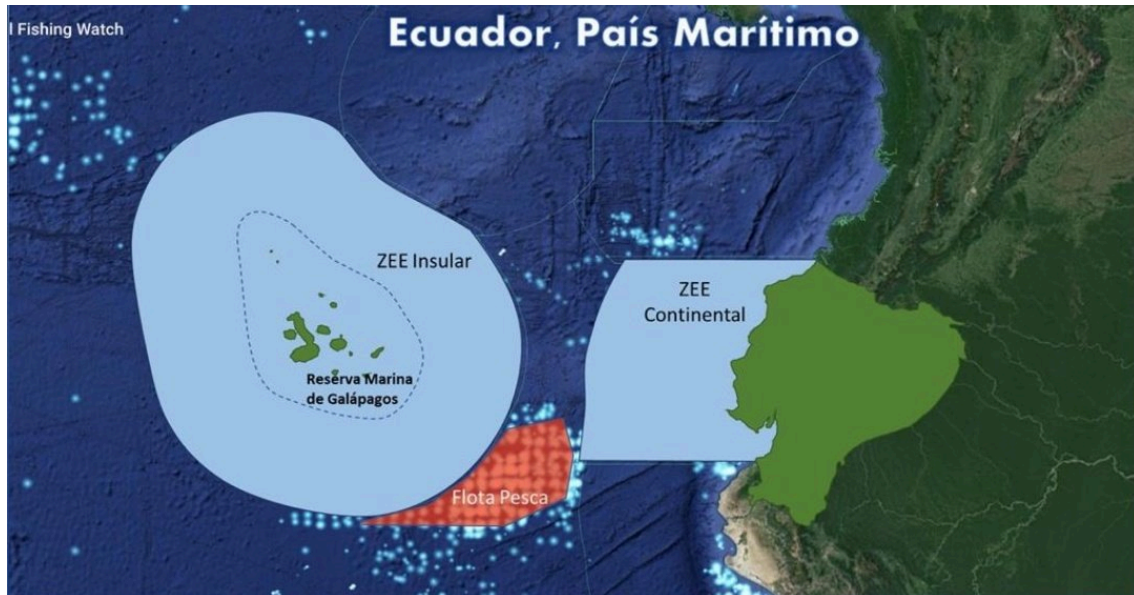 l Fishing Watch
Ecuador, País Marítimo
ZEE Insular
ZEE
Continental
Reserva Marina
de Galápagos
Flota Pesca